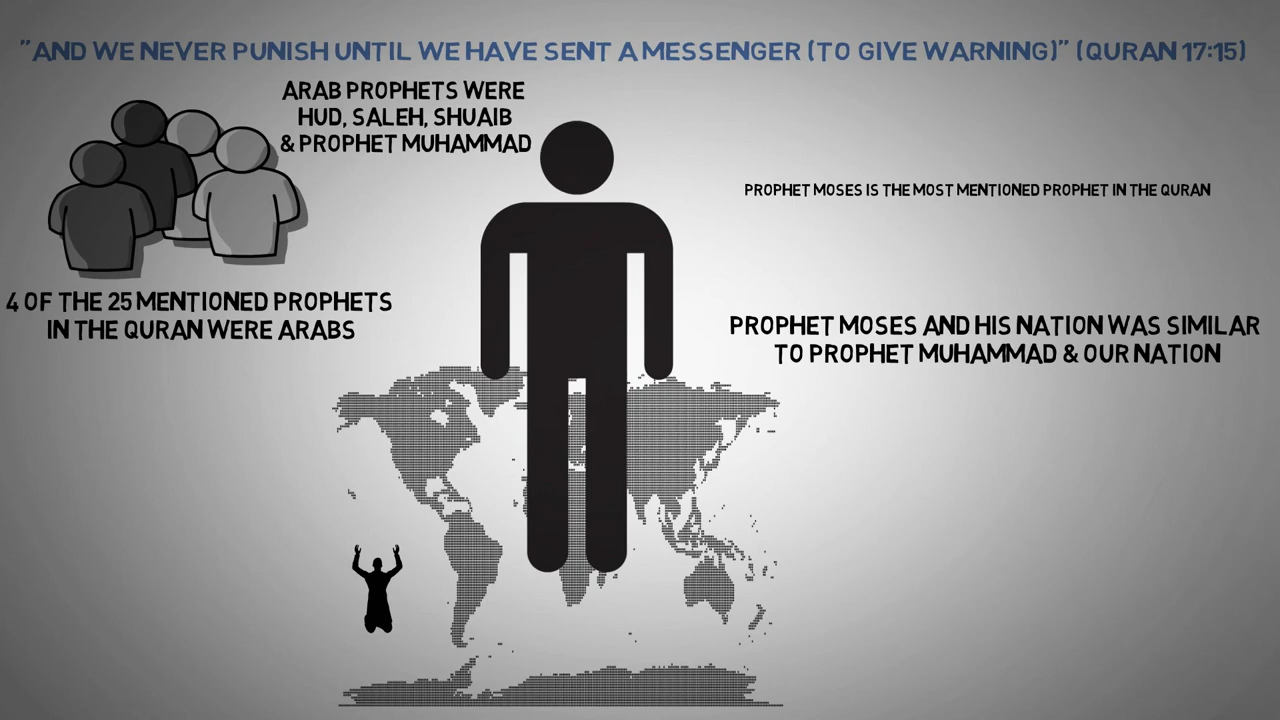 "AND WE NEVER PUNISH UNTIL WE HAVE SENT A MESSENGER (TO GIVE WARNING)" (QURAN 17:15)
ARAB PROPHETS WERE
HUD, SALEH, SHUAIB
& PROPHET MUHAMMAD
PROPHET MOSES IS THE MOST MENTIONED PROPHET IN THE QURAN
4 OF THE 25 MENTIONED PROPHETS
IN THE QURAN WERE ARABS
PROPHET MOSES AND HIS NATION WAS SIMILAR
TO PROPHET MUHAMMAD & OUR NATION